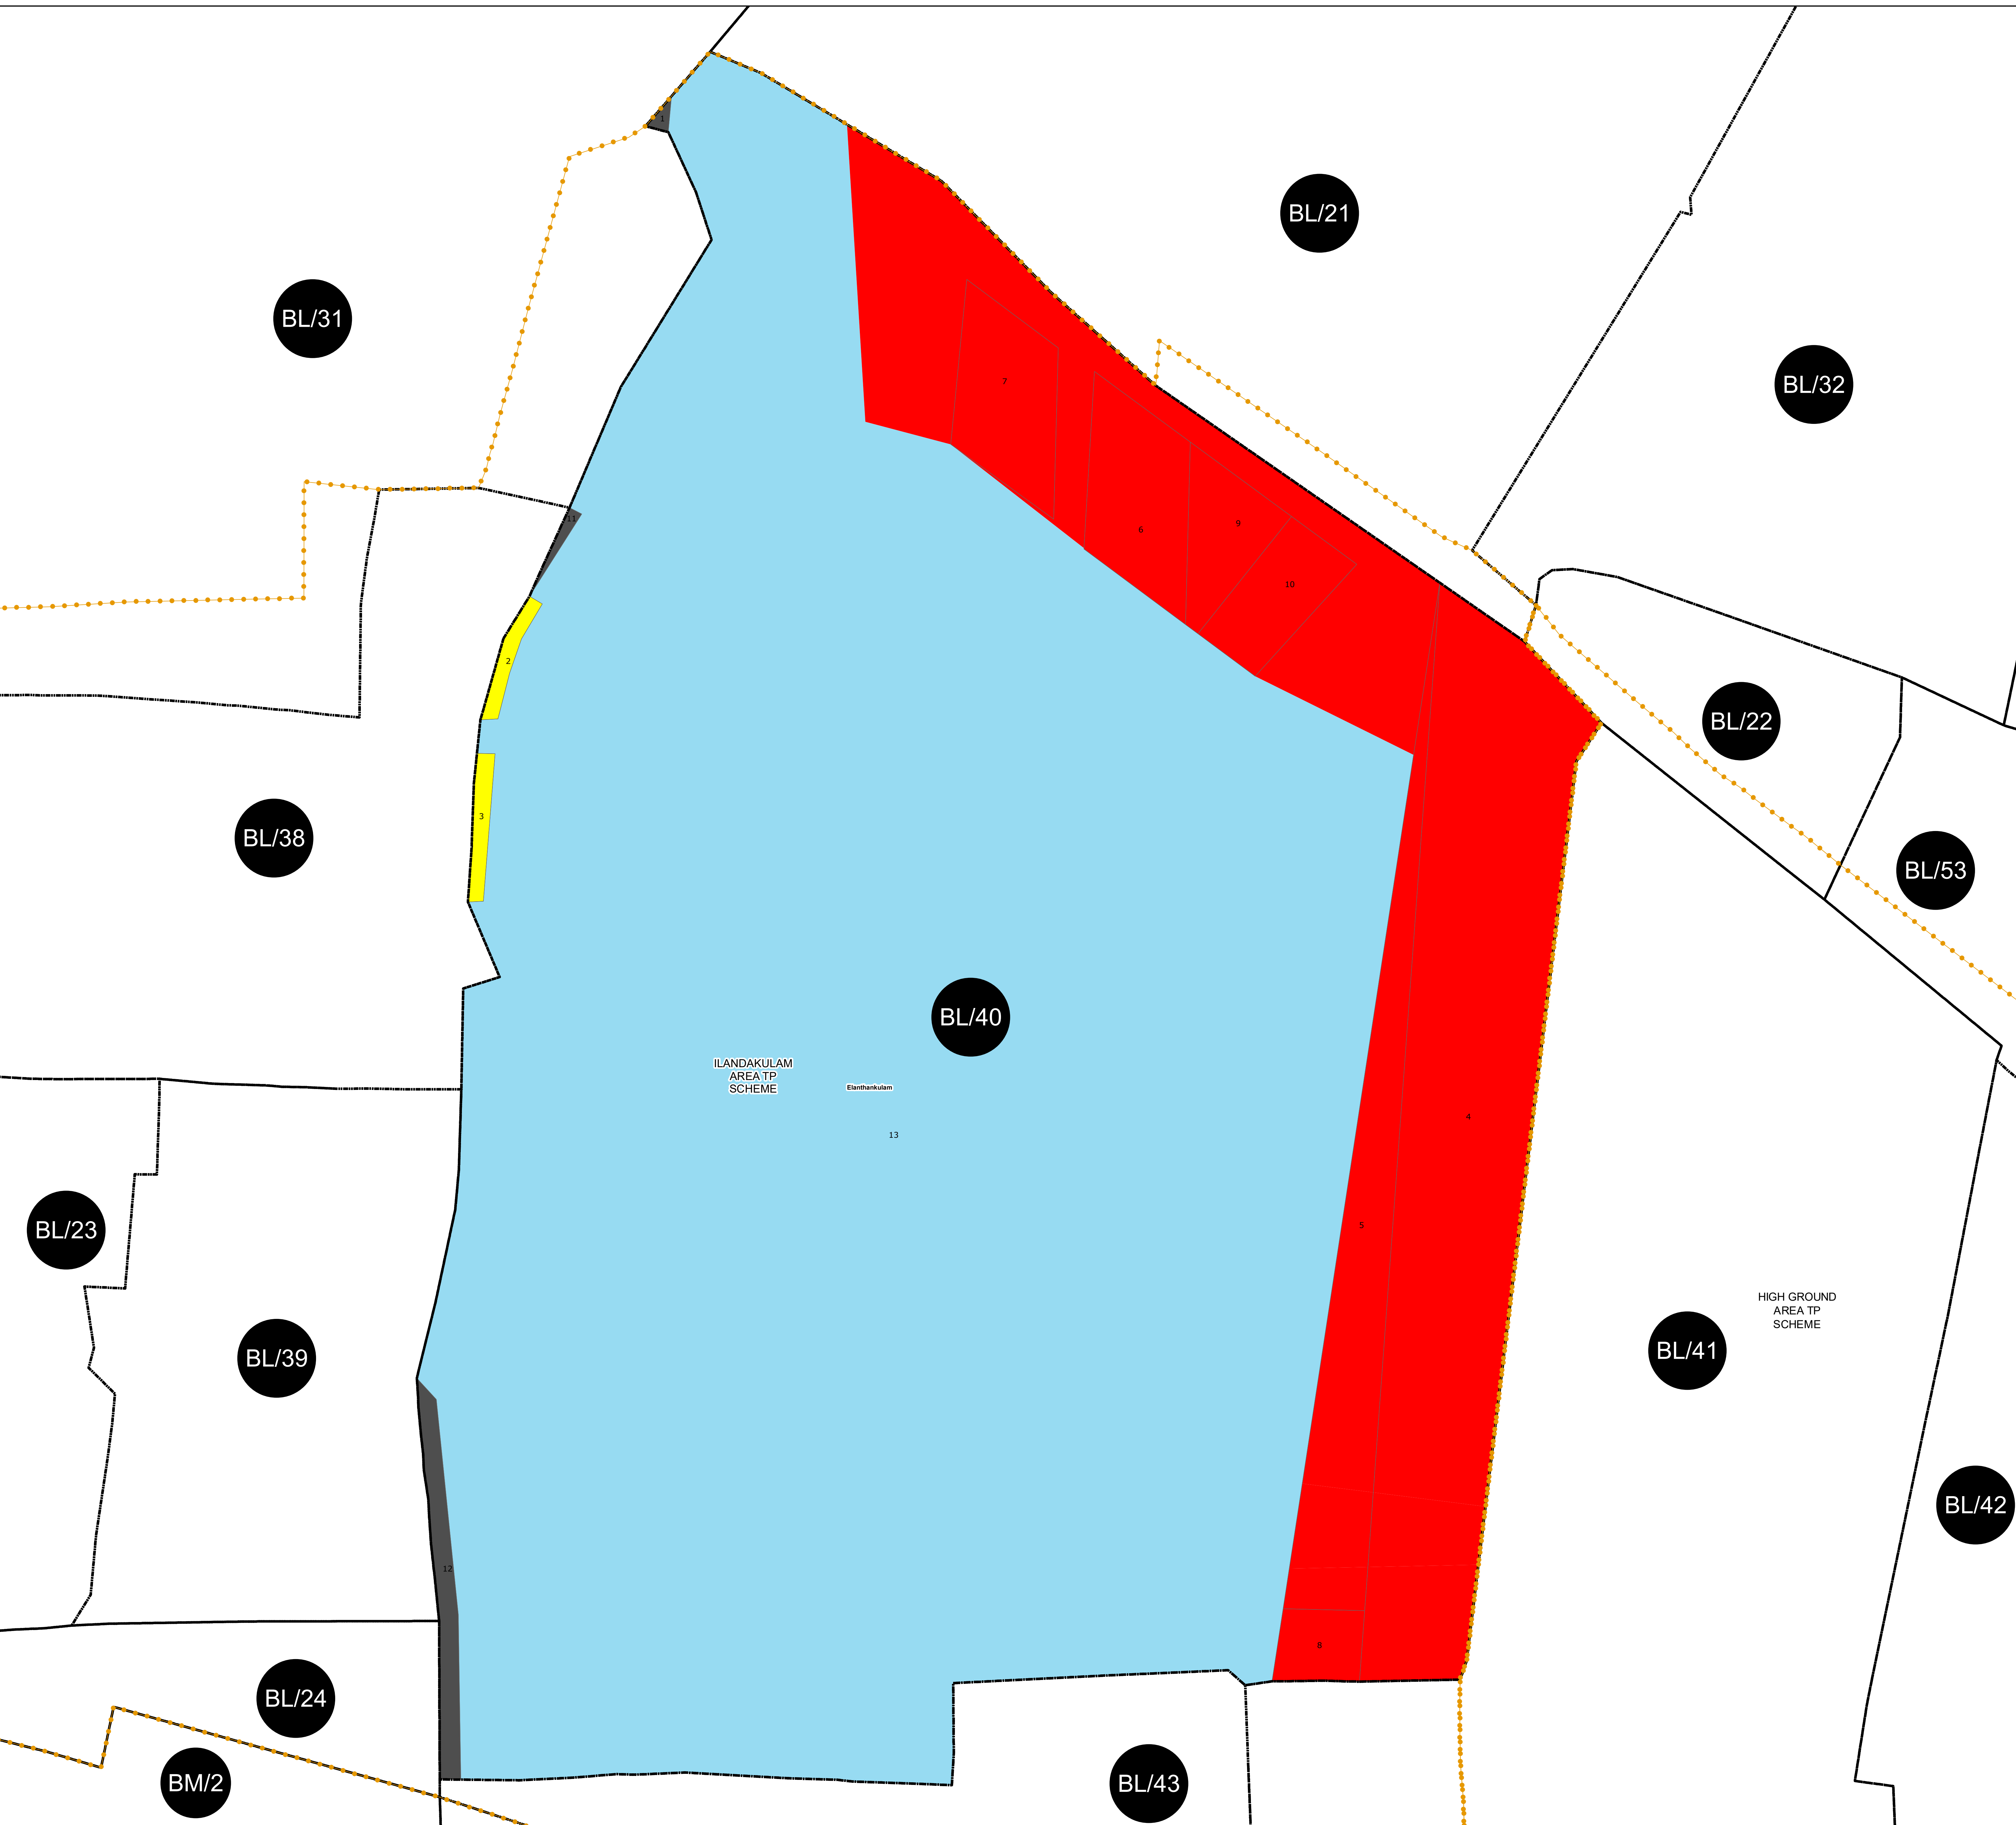 1
BL/21
BL/31
BL/32
7
11
9
6
10
2
BL/22
3
BL/38
BL/53
BL/40
ILANDAKULAM
AREA TP
SCHEME
Elanthankulam
4
13
BL/23
5
HIGH GROUND
AREA TP
SCHEME
BL/41
BL/39
BL/42
12
8
BL/24
BM/2
BL/43